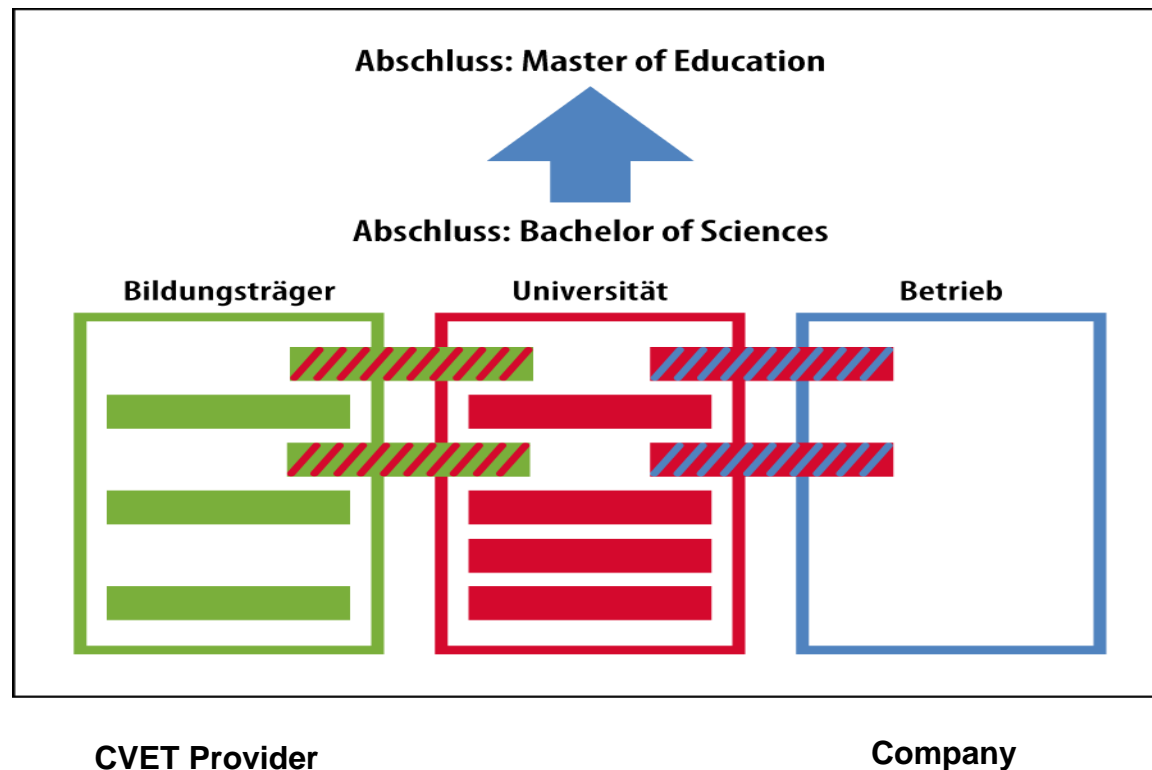 Abschluss: Master of Education
Abschluss: Bachelor of Sciences
Bildungsträger
Universität
Betrieb
CVET Provider
Company